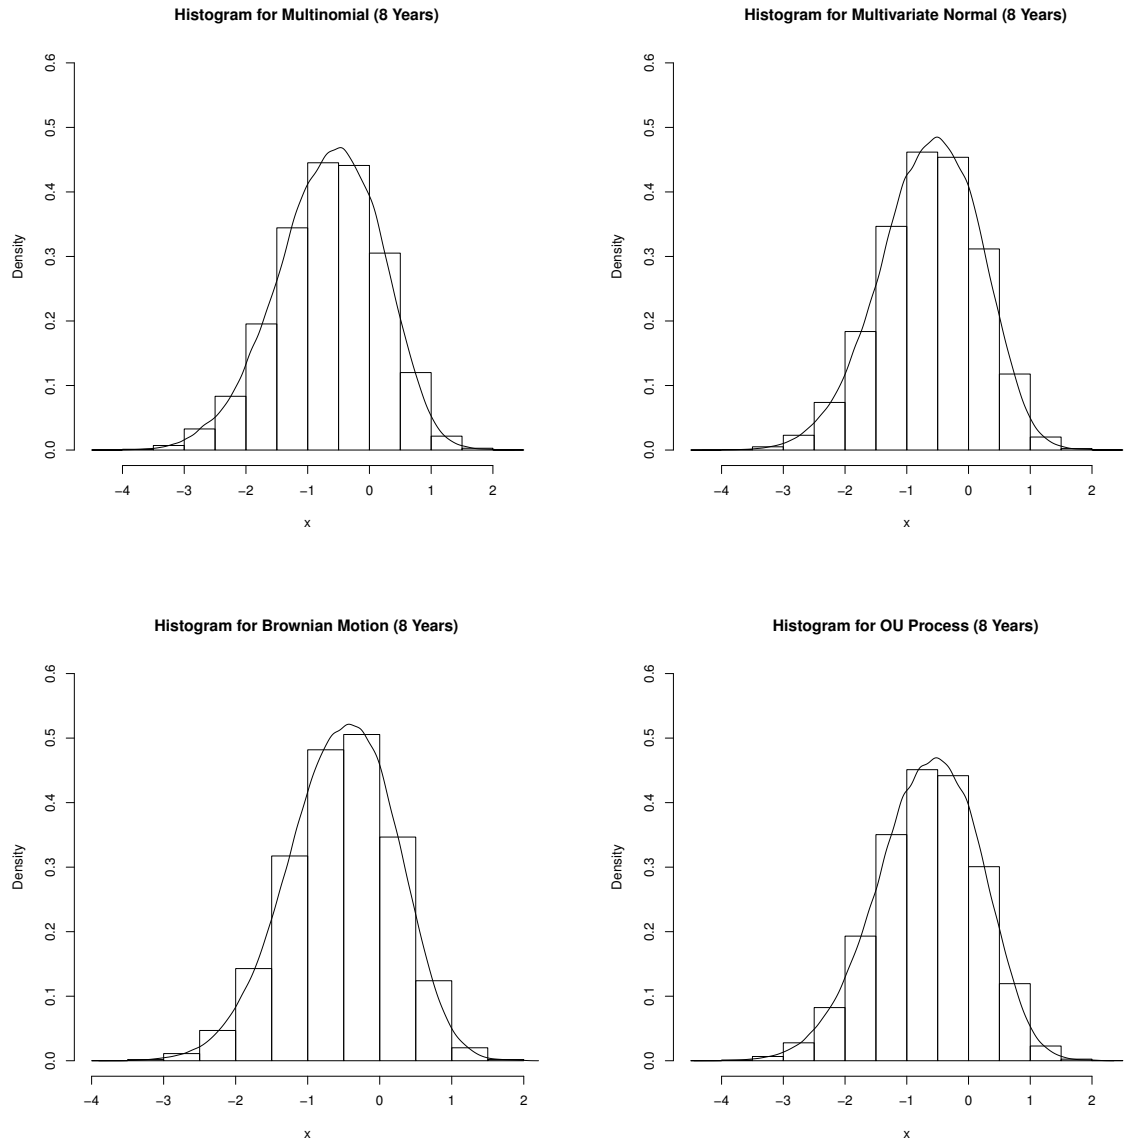 Histogram for Multinomial (8 Years)
Density
0.0 0.1 0.2 0.3 0.4 0.5 0.6
−4 −3 −2 −1 0 1 2
x
Histogram for Multivariate Normal (8 Years)
Density
0.0 0.1 0.2 0.3 0.4 0.5 0.6
−4 −3 −2 −1 0 1 2
x
Histogram for Brownian Motion (8 Years)
Density
0.0 0.1 0.2 0.3 0.4 0.5 0.6
−4 −3 −2 −1 0 1 2
x
Histogram for OU Process (8 Years)
Density
0.0 0.1 0.2 0.3 0.4 0.5 0.6
−4 −3 −2 −1 0 1 2
x